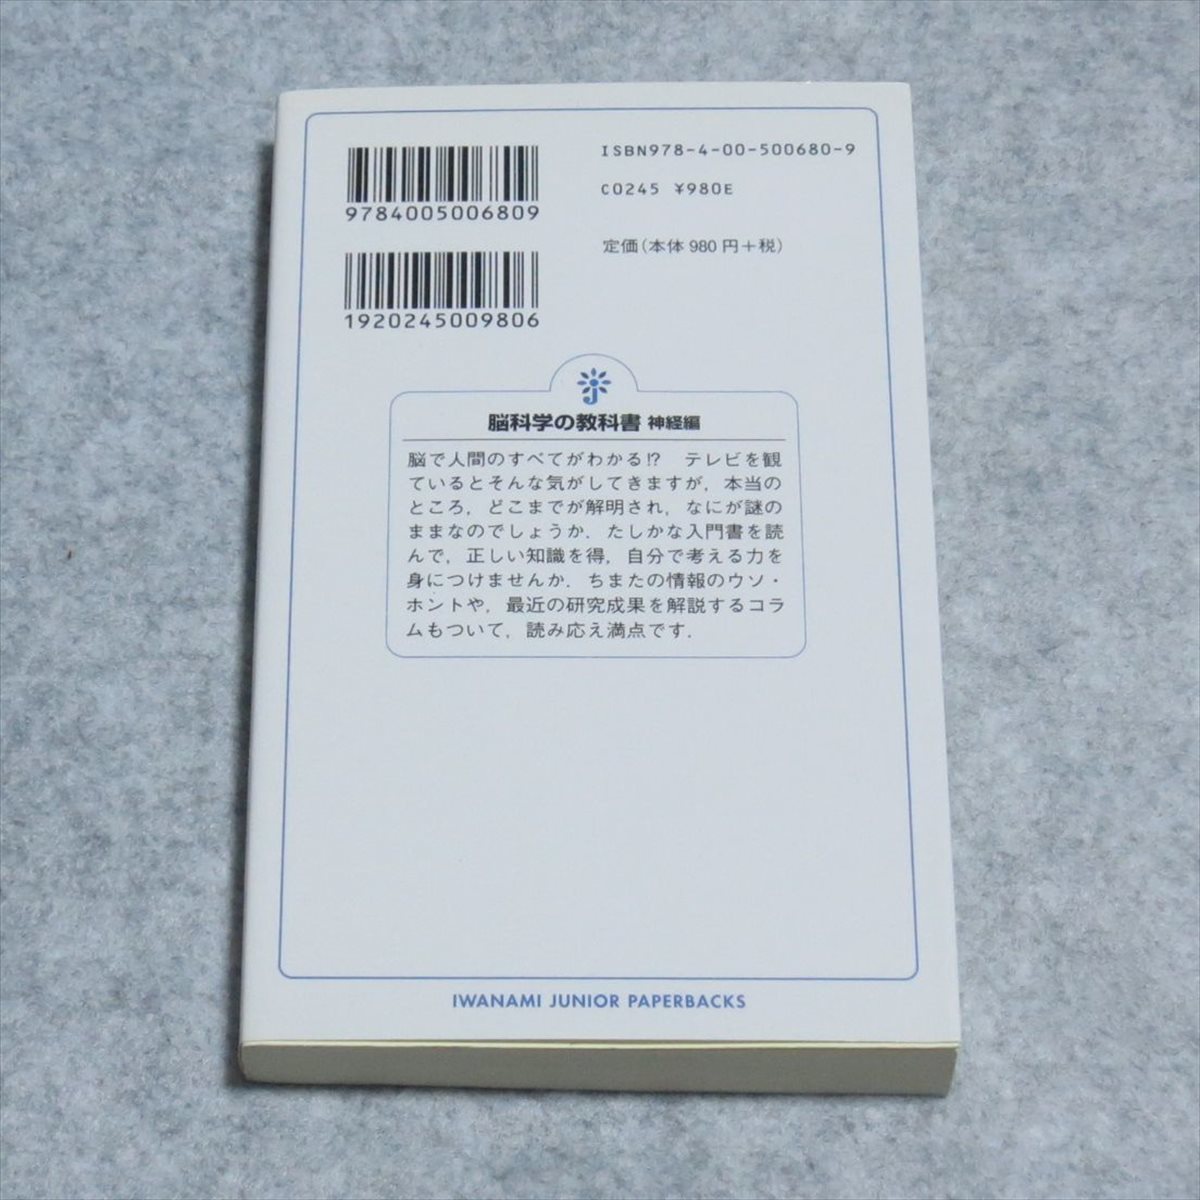 9784005006809
ISBN978-4-00-500680-9
C0245 ¥980E
定価(本体980円+税)
1920245009806
脳科学の教科書 神経編
脳で人間のすべてがわかる!? テレビを観
ているとそんな気がしてきますが,本当の
ところ,どこまでが解明され,なにが謎の
ままなのでしょうか.たしかな入門書を読
んで,正しい知識を得,自分で考える力を
身につけませんか.ちまたの情報のウソ・
ホントや,最近の研究成果を解説するコラ
ムもついて,読み応え満点です.
IWANAMI JUNIOR PAPERBACKS